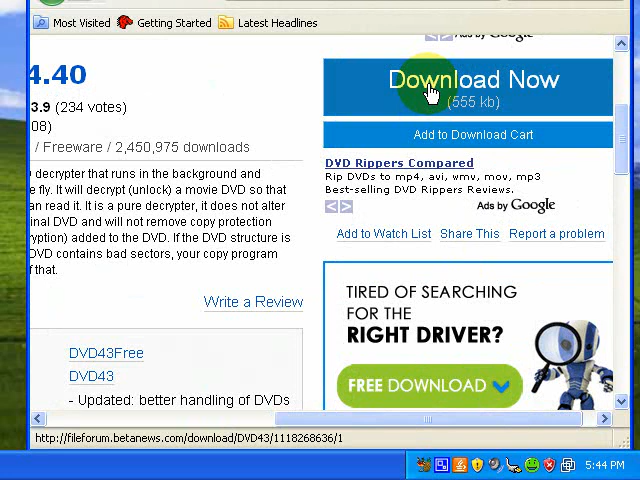 Most Visited
Getting Started
Latest Headlines
Ads by Google
4.40
3.9 (234 votes)
08)
/ Freeware / 2,450,975 downloads
Download Now
(555 kb)
Add to Download Cart
DVD Rippers Compared
Rip DVDs to mp4, avi, wmv, mov, mp3
Best-selling DVD Rippers Reviews.
Ads by Google
Add to Watch List
Share This
Report a problem
decrypter that runs in the background and
e fly. It will decrypt (unlock) a movie DVD so that
an read it. It is a pure decrypter, it does not alter
inal DVD and will not remove copy protection
ryption) added to the DVD. If the DVD structure is
DVD contains bad sectors, your copy program
f that.
Write a Review
DVD43Free
DVD43
- Updated: better handling of DVDs
TIRED OF SEARCHING
FOR THE
RIGHT DRIVER?
FREE DOWNLOAD
http://fileforum.betanews.com/download/DVD43/1118268636/1
5:44 PM